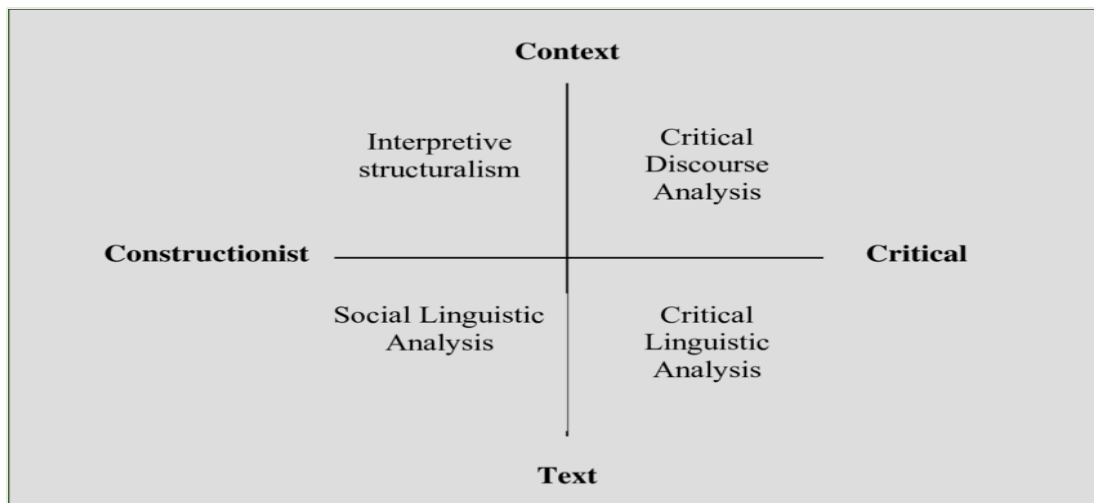 Context
Interpretive
structuralism
Critical
Discourse
Analysis
Constructionist
Critical
Social Linguistic
Analysis
Critical
Linguistic
Analysis
Text